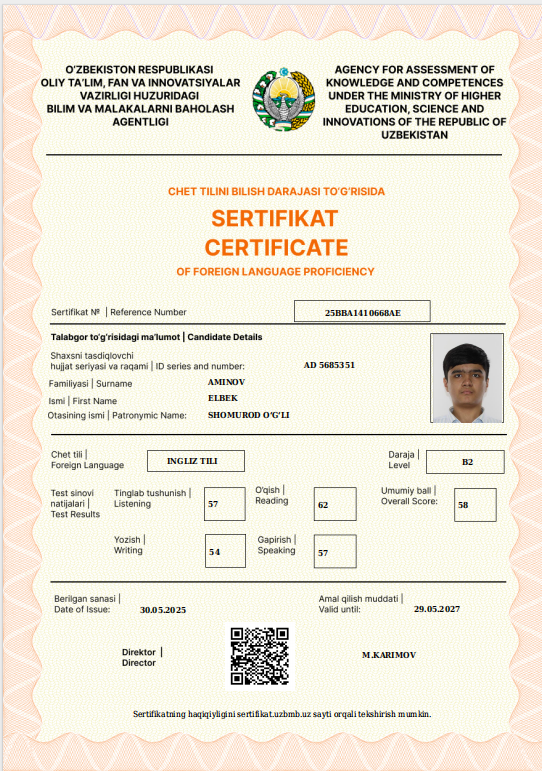 O'ZBEKISTON RESPUBLIKASI
OLIY TA'LIM, FAN VA INNOVATSIYALAR
VAZIRLIGI HUZURIDAGI
BILIM VA MALAKALARNI BAHOLASH
AGENTLIGI
AGENCY FOR ASSESSMENT OF
KNOWLEDGE AND COMPETENCES
UNDER THE MINISTRY OF HIGHER
EDUCATION, SCIENCE AND
INNOVATIONS OF THE REPUBLIC OF
UZBEKISTAN
CHET TILINI BILISH DARAJASI TO'G'RISIDA
SERTIFIKAT
CERTIFICATE
OF FOREIGN LANGUAGE PROFICIENCY
Sertifikat № | Reference Number 25BBA1410668AE
Talabgor to'g'risidagi ma'lumot | Candidate Details
Shaxsni tasdiqlovchi
hujjat seriyasi va raqami | ID series and number: AD 5685351
Familiyasi | Surname AMINOV
Ismi | First Name ELBEK
Otasining ismi | Patronymic Name: SHOMUROD O'G'LI
Chet tili |
Foreign Language
INGLIZ TILI
Daraja |
Level
B2
Test sinovi
natijalari |
Test Results
Tinglab tushunish |
Listening
57
O'qish |
Reading
62
Umumiy ball |
Overall Score:
58
Yozish |
Writing
54
Gapirish |
Speaking
57
Berilgan sanasi |
Date of Issue: 30.05.2025
Amal qilish muddati |
Valid until: 29.05.2027
Direktor |
Director
M.KARIMOV
Sertifikatning haqiqiyligini sertifikat.uzbmb.uz sayti orqali tekshirish mumkin.